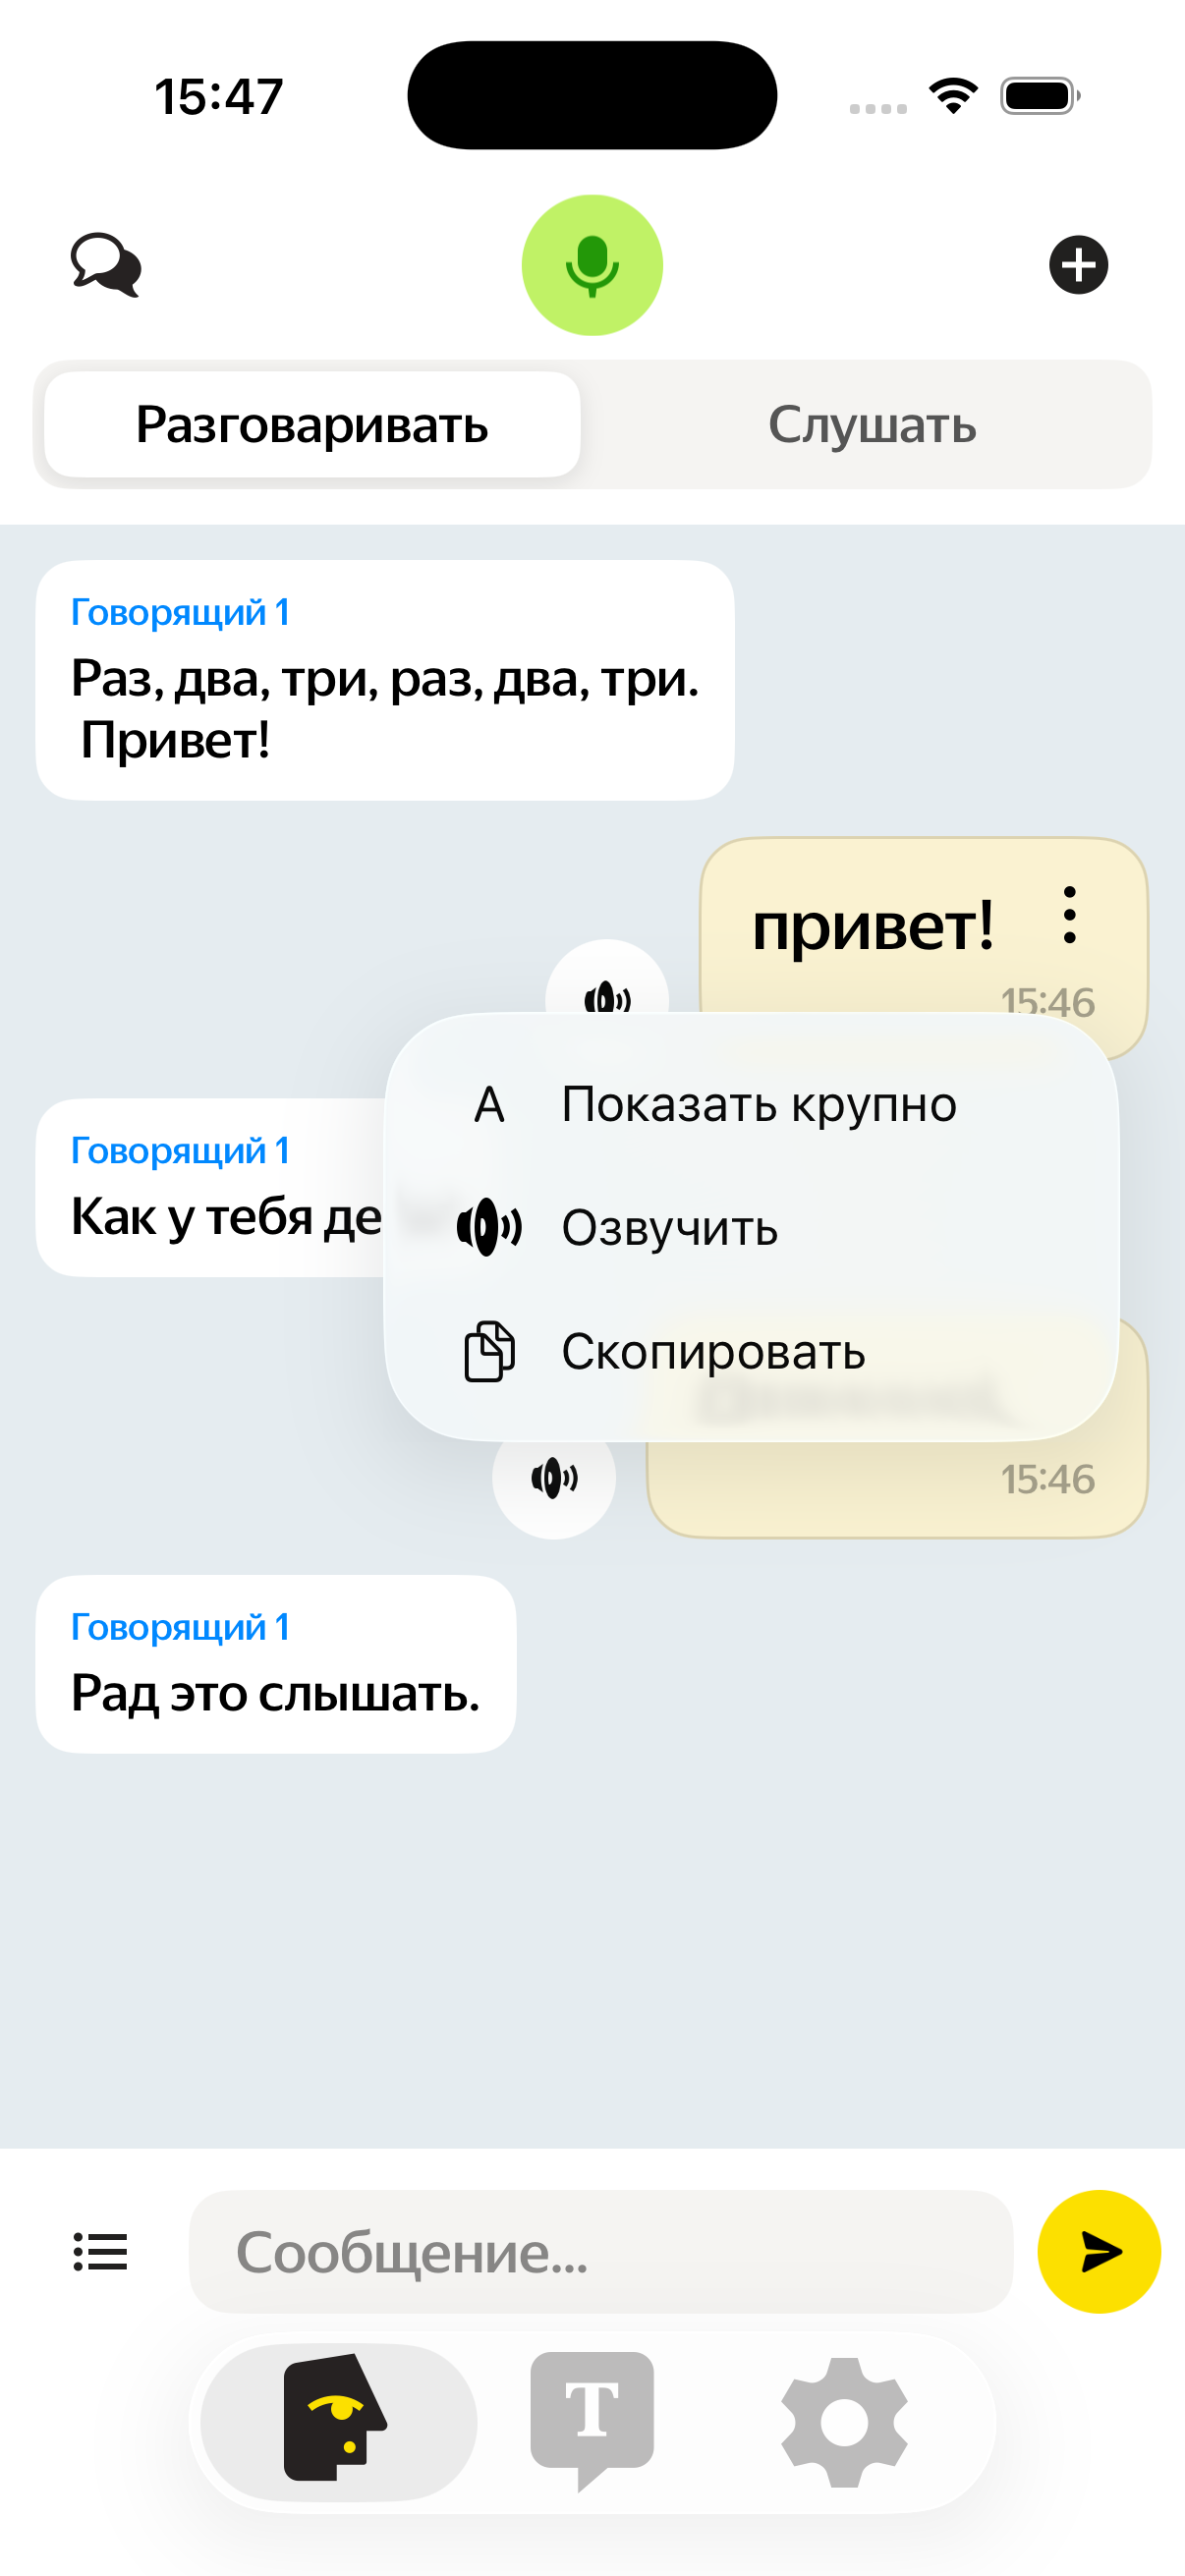 15:47
Разговаривать
Слушать
Говорящий 1
Раз, два, три, раз, два, три.
Привет!
привет!
15:46
Показать крупно
Говорящий 1
Как у тебя де
Озвучить
Скопировать
15:46
Говорящий 1
Рад это слышать.
Сообщение...
T